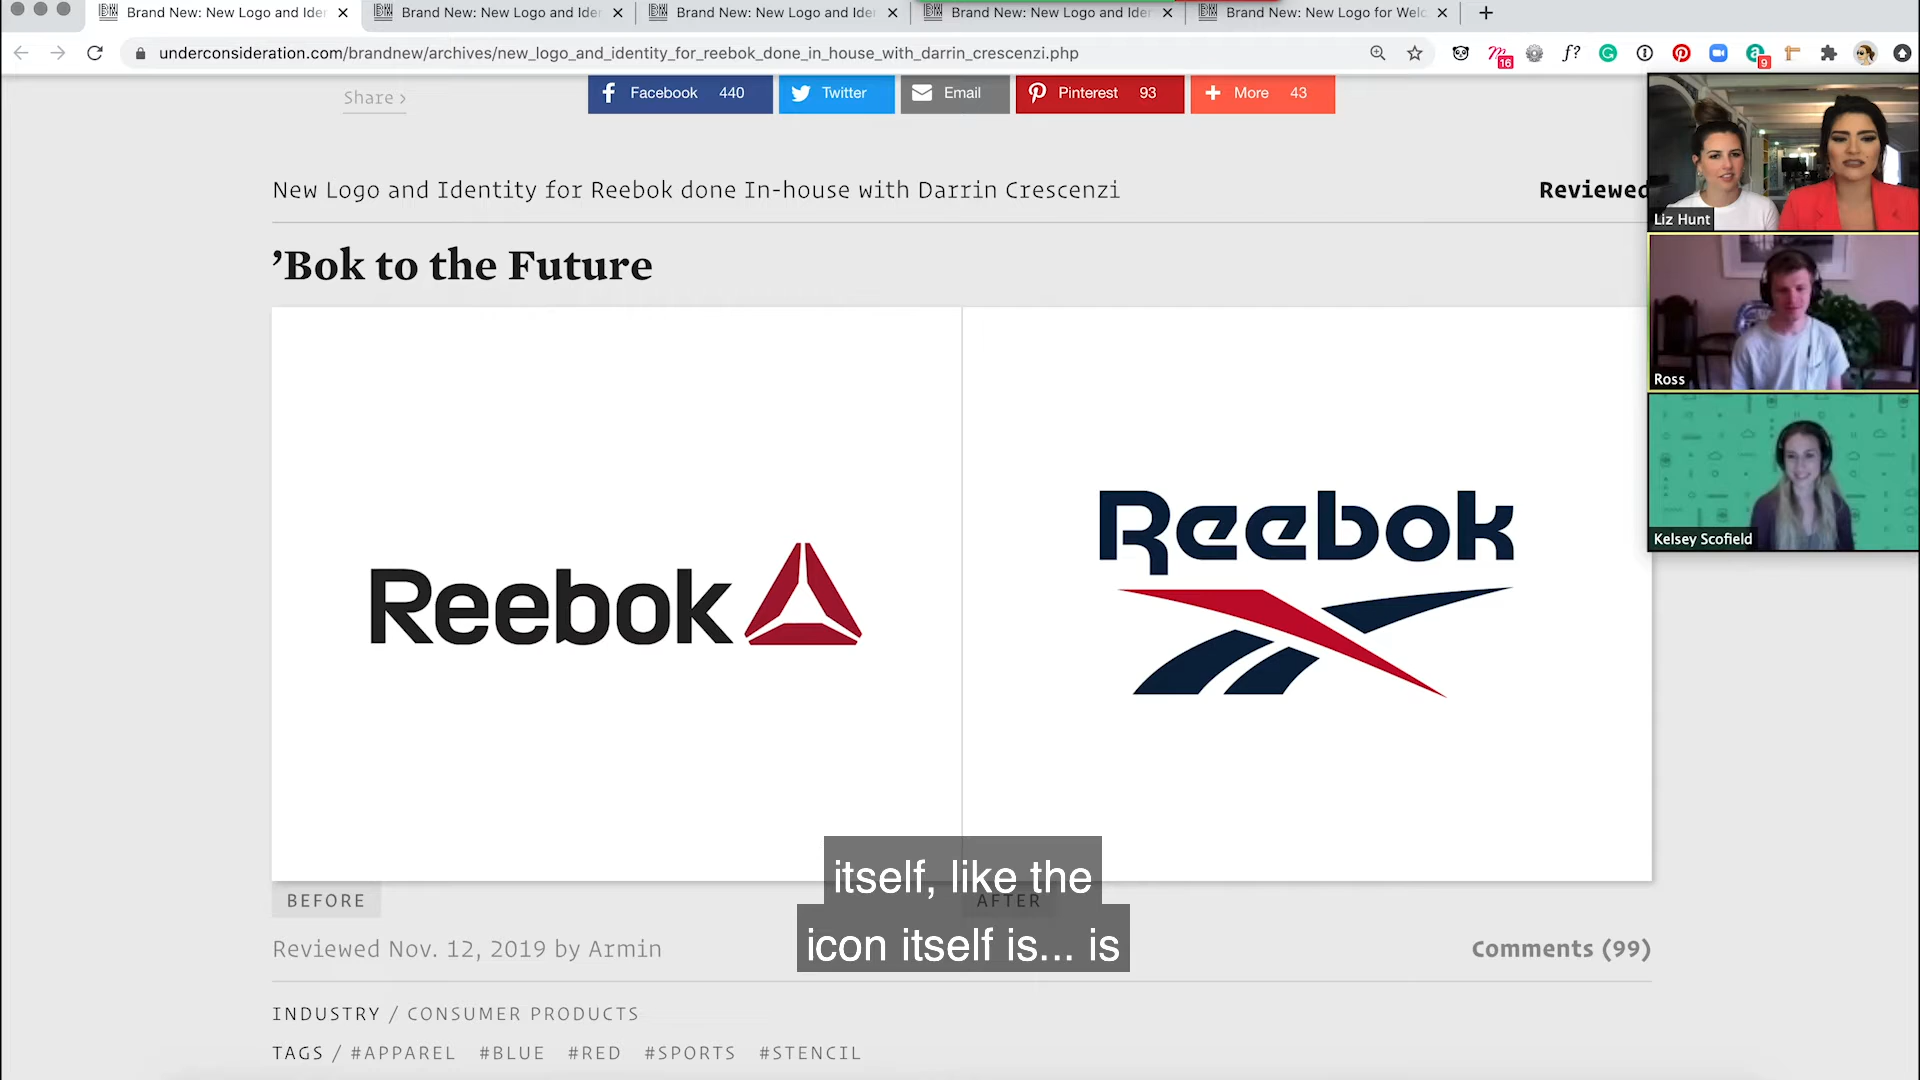 Brand New: New Logo and Ider
Brand New: New Logo and Ider
Brand New: New Logo and Ider
Brand New: New Logo and Ider
Brand New: New Logo for Welc
underconsideration.com/brandnew/archives/new_logo_and_identity_for_reebok_done_in_house_with_darrin_crescenzi.php
f?
16
9
Share >
Facebook 440
Twitter
Email
Pinterest 93
More 43
New Logo and Identity for Reebok done In-house with Darrin Crescenzi
Reviewed
’Bok to the Future
Liz Hunt
Ross
Kelsey Scofield
Reebok
Reebok
BEFORE
AFTER
itself, like the
icon itself is... is
Reviewed Nov. 12, 2019 by Armin
Comments (99)
INDUSTRY / CONSUMER PRODUCTS
TAGS / #APPAREL #BLUE #RED #SPORTS #STENCIL